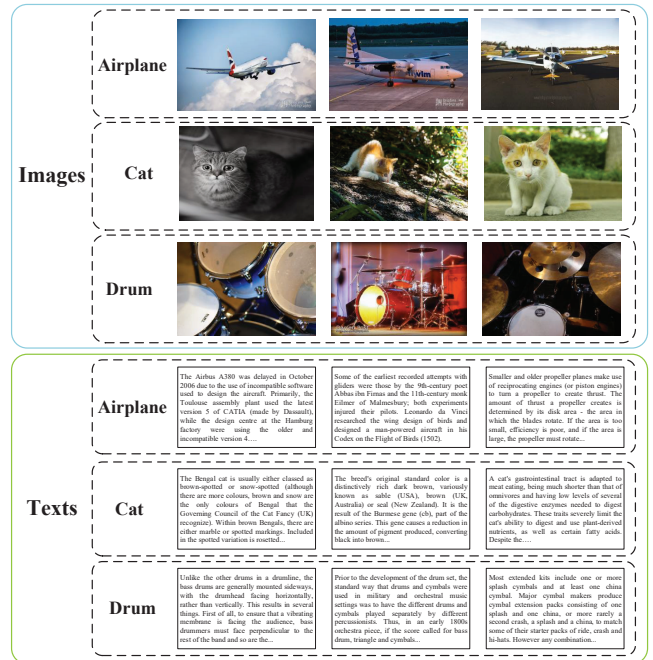 Airplane
vlm
Images
Cat
Drum
Airplane
The Airbus A380 was delayed in October
2006 due to the use of incompatible software
used to design the aircraft. Primarily, the
Toulouse assembly plant used the latest
version 5 of CATIA (made by Dassault),
while the design centre at the Hamburg
factory were using the older and
incompatible version 4….
Some of the earliest recorded attempts with
gliders were those by the 9th-century poet
Abbas ibn Firnas and the 11th-century monk
Eilmer of Malmesbury; both experiments
injured their pilots. Leonardo da Vinci
researched the wing design of birds and
designed a man-powered aircraft in his
Codex on the Flight of Birds (1502).
Smaller and older propeller planes make use
of reciprocating engines (or piston engines)
to turn a propeller to create thrust. The
amount of thrust a propeller creates is
determined by its disk area - the area in
which the blades rotate. If the area is too
small, efficiency is poor, and if the area is
large, the propeller must rotate...
Texts
Cat
The Bengal cat is usually either classed as
brown-spotted or snow-spotted (although
there are more colours, brown and snow are
the only colours of Bengal that the
Governing Council of the Cat Fancy (UK)
recognize). Within brown Bengals, there are
either marble or spotted markings. Included
in the spotted variation is rosetted...
The breed's original standard color is a
distinctively rich dark brown, variously
known as sable (USA), brown (UK,
Australia) or seal (New Zealand). It is the
result of the Burmese gene (cb), part of the
albino series. This gene causes a reduction in
the amount of pigment produced, converting
black into brown...
A cat's gastrointestinal tract is adapted to
meat eating, being much shorter than that of
omnivores and having low levels of several
of the digestive enzymes needed to digest
carbohydrates. These traits severely limit the
cat's ability to digest and use plant-derived
nutrients, as well as certain fatty acids.
Despite the….
Drum
Unlike the other drums in a drumline, the
bass drums are generally mounted sideways,
with the drumhead facing horizontally,
rather than vertically. This results in several
things. First of all, to ensure that a vibrating
membrane is facing the audience, bass
drummers must face perpendicular to the
rest of the band and so are the...
Prior to the development of the drum set, the
standard way that drums and cymbals were
used in military and orchestral music
settings was to have the different drums and
cymbals played separately by different
percussionists. Thus, in an early 1800s
orchestra piece, if the score called for bass
drum, triangle and cymbals...
Most extended kits include one or more
splash cymbals and at least one china
cymbal. Major cymbal makers produce
cymbal extension packs consisting of one
splash and one china, or more rarely a
second crash, a splash and a china, to match
some of their starter packs of ride, crash and
hi-hats. However any combination...